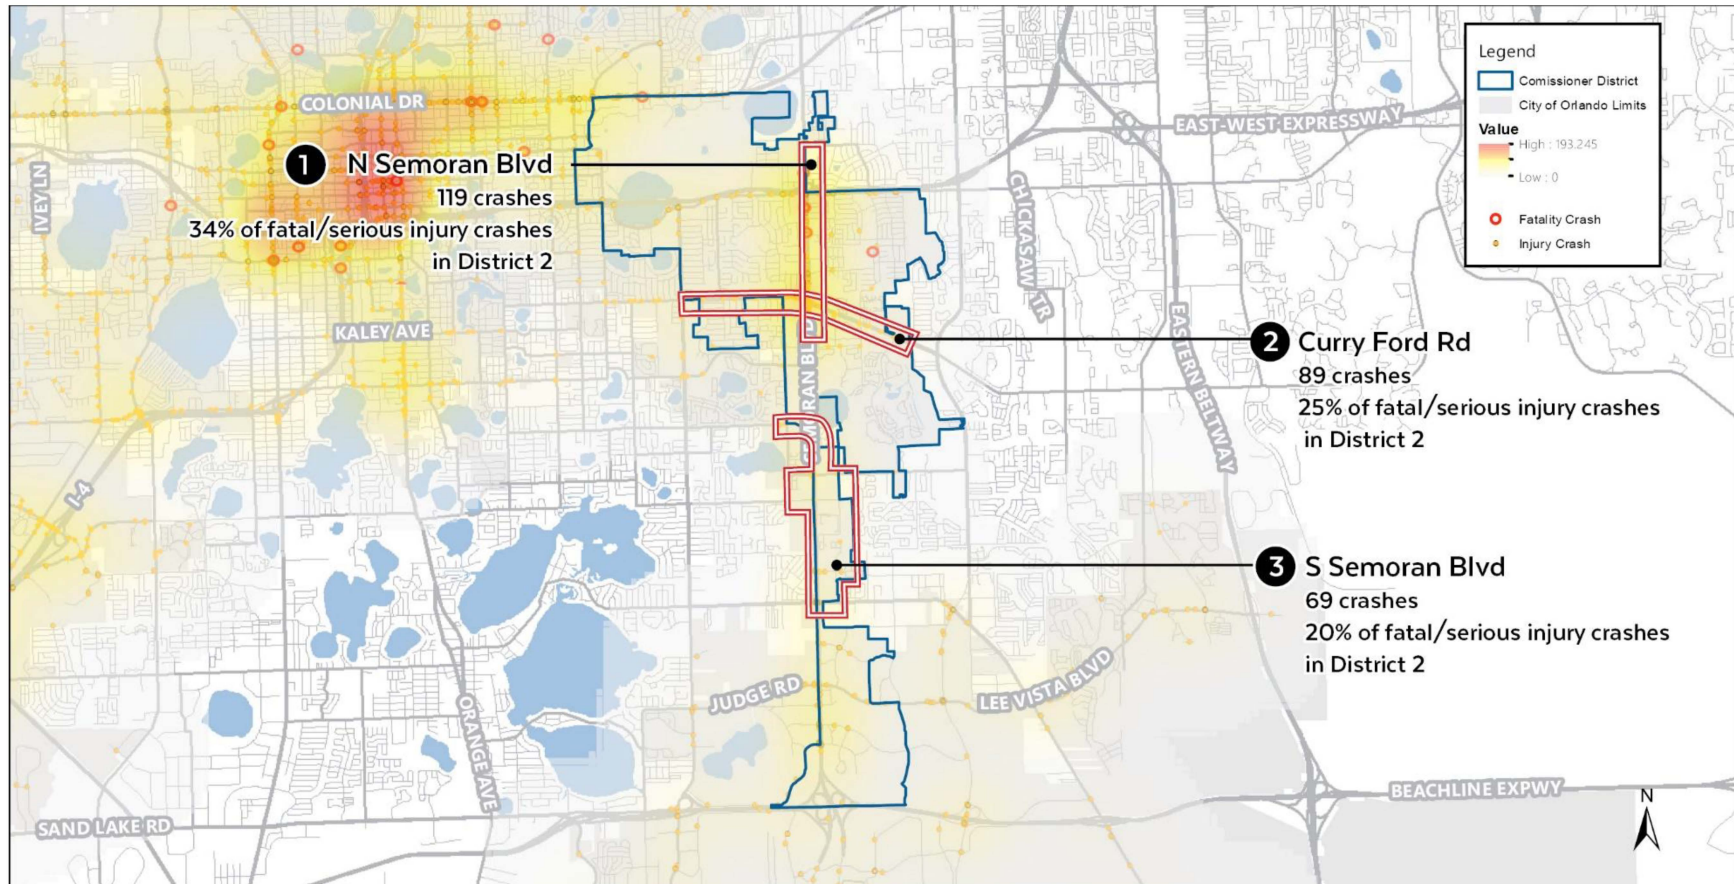 COLONIAL DR
EAST-WEST EXPRESSWAY
IVEY LN
1 N Semoran Blvd
119 crashes
34% of fatal/serious injury crashes
in District 2
Legend
Comissioner District
City of Orlando Limits
Value
High : 193.245
Low : 0
Fatality Crash
Injury Crash
CHICKASAW TR
KALEY AVE
EASTERN BELTWAY
2 Curry Ford Rd
89 crashes
25% of fatal/serious injury crashes
in District 2
I-4
3 S Semoran Blvd
69 crashes
20% of fatal/serious injury crashes
in District 2
JUDGE RD
LEE VISTA BLVD
ORANGE AVE
SAND LAKE RD
BEACHLINE EXPWY
N